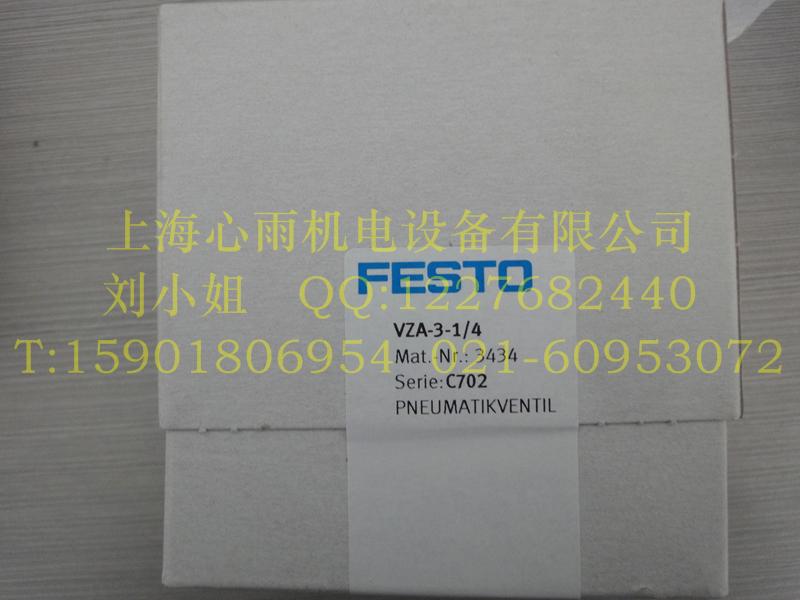 上海心雨机电设备有限公司
FESTO
刘小姐 QQ:1227682440
VZA-3-1/4
T:15901806954 021-60953072
Mat.-Nr.: 3434
Serie: C702
PNEUMATIKVENTIL